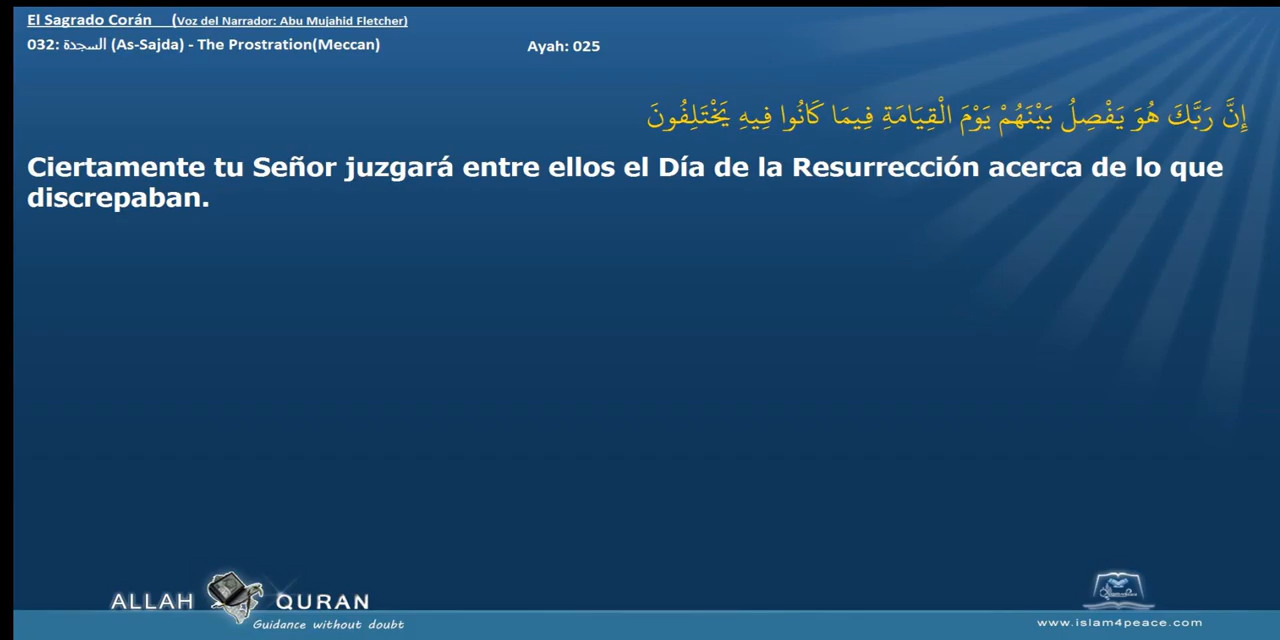 El Sagrado Corán (Voz del Narrador: Abu Mujahid Fletcher)
032: السجدة (As-Sajda) - The Prostration(Meccan) Ayah: 025
إِنَّ رَبَّكَ هُوَ يَفْصِلُ بَيْنَهُمْ يَوْمَ الْقِيَامَةِ فِيمَا كَانُوا فِيهِ يَخْتَلِفُونَ
Ciertamente tu Señor juzgará entre ellos el Día de la Resurrección acerca de lo que
discrepaban.
ALLAH QURAN
Guidance without doubt
www.islam4peace.com